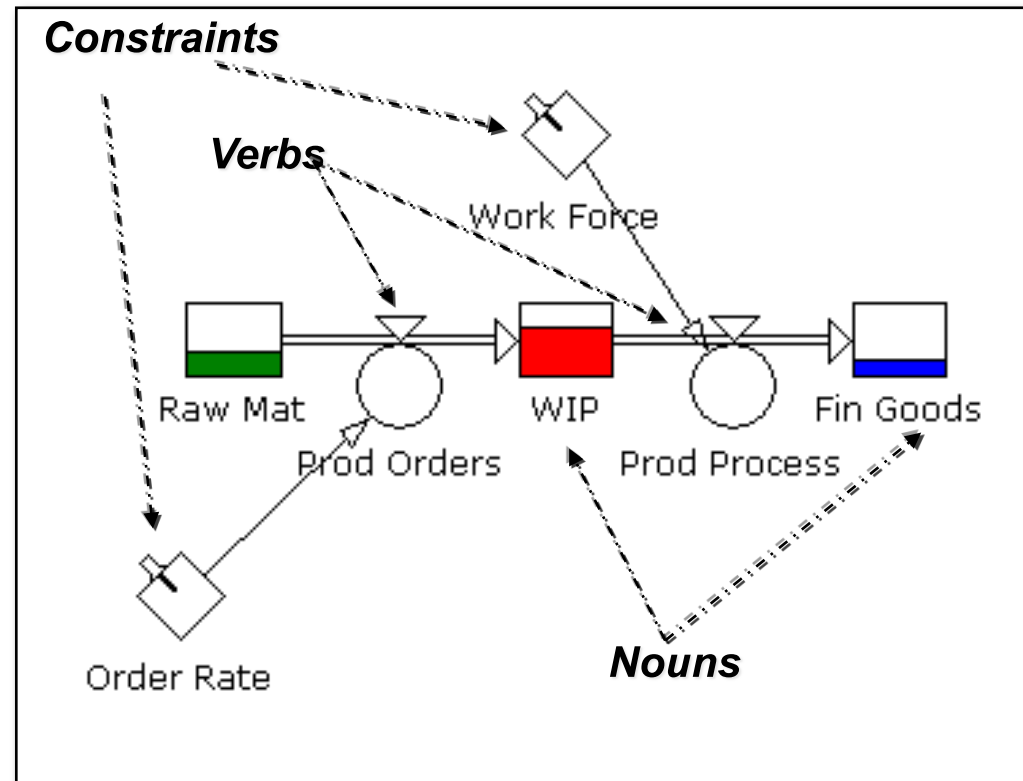 Constraints
Verbs
Work Force
Raw Mat
WIP
Fin Goods
Prod Orders
Prod Process
Nouns
Order Rate